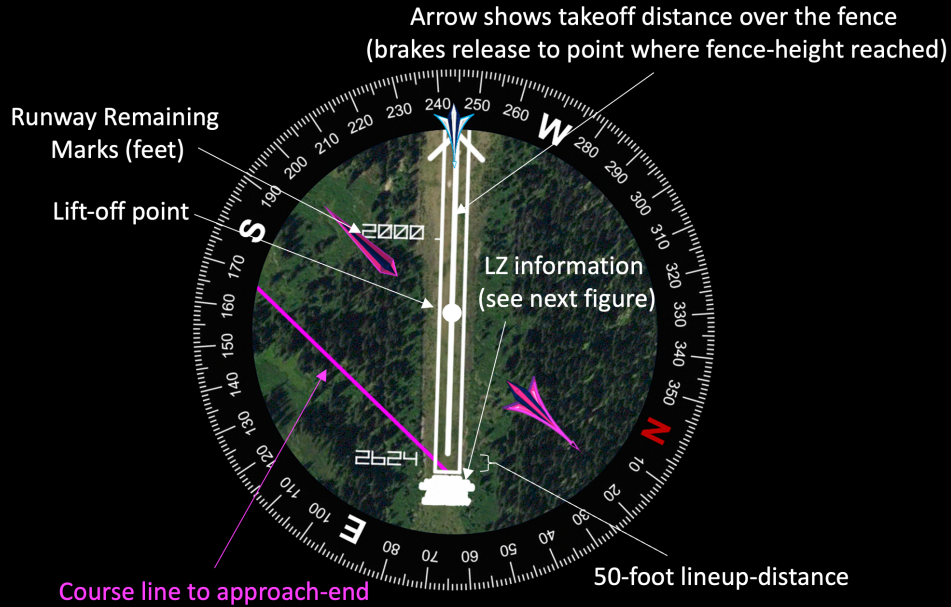 Arrow shows takeoff distance over the fence
(brakes release to point where fence-height reached)
Runway Remaining
Marks (feet)
Lift-off point
LZ information
(see next figure)
2000
2624
240
250
260
W
280
290
300
310
320
330
340
350
N
10
20
30
40
50
60
70
80
E
100
110
120
130
140
150
160
170
S
190
200
210
220
230
50-foot lineup-distance
Course line to approach-end